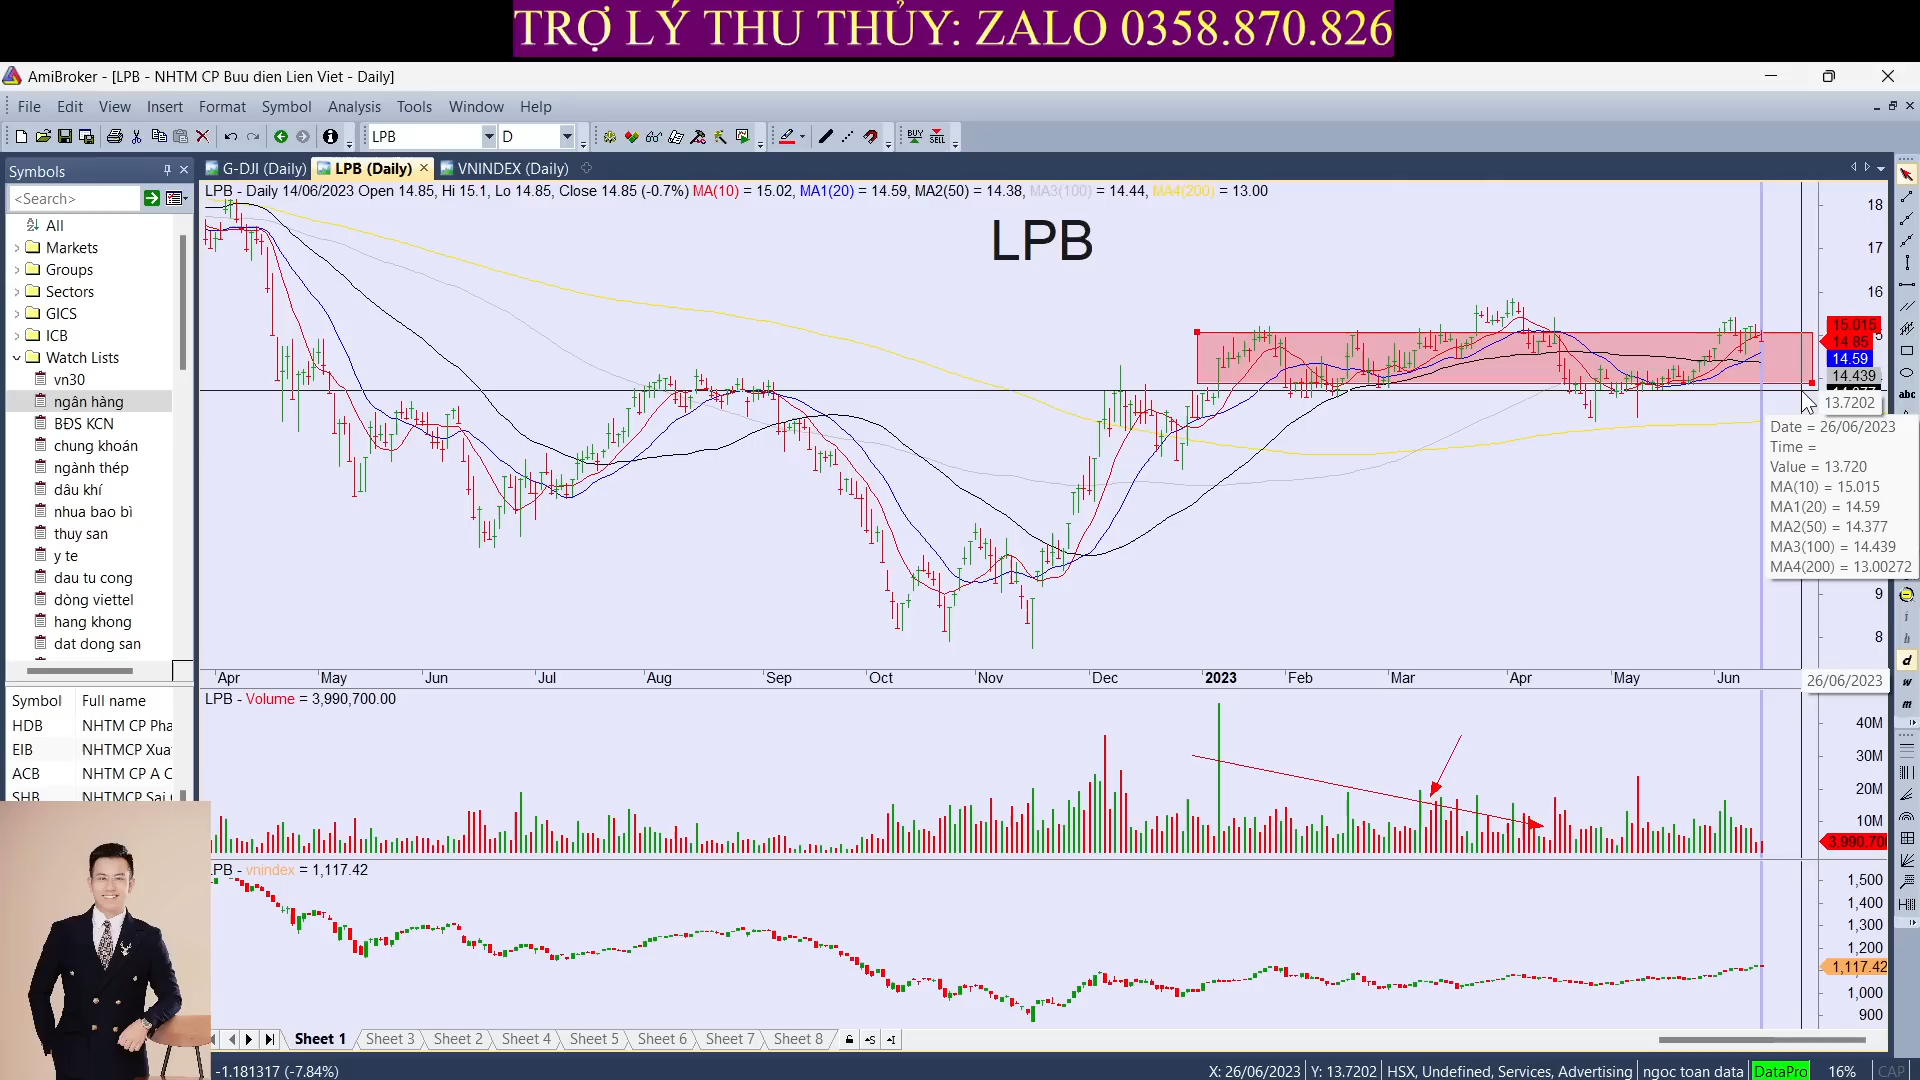 TRỢ LÝ THU THỦY: ZALO 0358.870.826
AmiBroker - [LPB - NHTM CP Buu dien Lien Viet - Daily]
File Edit View Insert Format Symbol Analysis Tools Window Help
LPB D BUY SELL
Symbols
G-DJI (Daily) LPB (Daily) VNINDEX (Daily)
<Search>
LPB - Daily 14/06/2023 Open 14.85, Hi 15.1, Lo 14.85, Close 14.85 (-0.7%) MA(10) = 15.02, MA1(20) = 14.59, MA2(50) = 14.38, MA3(100) = 14.44, MA4(200) = 13.00
All
Markets
Groups
Sectors
GICS
ICB
Watch Lists
vn30
ngân hàng
BĐS KCN
chung khoán
ngành thép
dâu khí
nhua bao bì
thuy san
y te
dau tu cong
dòng viettel
hang khong
dat dong san
LPB
18
17
16
15.015
14.85
14.59
14.439
13.7202
Date = 26/06/2023
Time =
Value = 13.720
MA(10) = 15.015
MA1(20) = 14.59
MA2(50) = 14.377
MA3(100) = 14.439
MA4(200) = 13.00272
9
8
Apr May Jun Jul Aug Sep Oct Nov Dec 2023 Feb Mar Apr May Jun 26/06/2023
Symbol Full name
HDB NHTM CP Pha
EIB NHTMCP Xua
ACB NHTM CP A C
SHB NHTMCP Sai
LPB - Volume = 3,990,700.00
40M
30M
20M
10M
3,990,700
LPB - vnindex = 1,117.42
1,500
1,400
1,300
1,200
1,117.42
1,000
900
Sheet 1 Sheet 3 Sheet 2 Sheet 4 Sheet 5 Sheet 6 Sheet 7 Sheet 8
-1.181317 (-7.84%) X: 26/06/2023 Y: 13.7202 HSX, Undefined, Services, Advertising ngoc toan data DataPro 16% CAP
abc
d
w
m